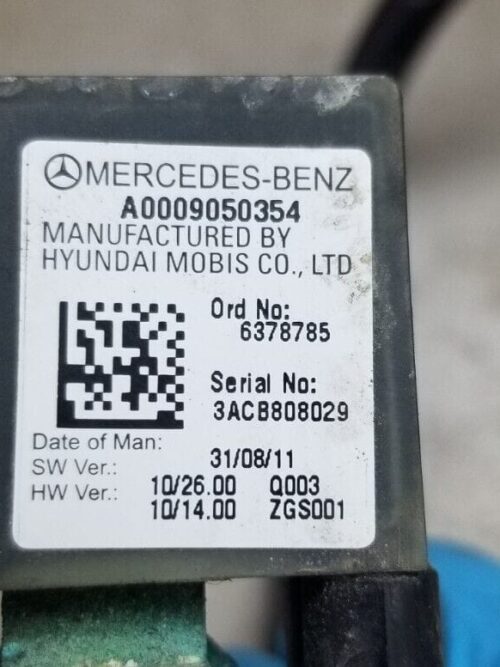 MERCEDES-BENZ
A0009050354
MANUFACTURED BY
HYUNDAI MOBIS CO., LTD
Ord No:
6378785
Serial No:
3ACB808029
Date of Man: 31/08/11
SW Ver.: 10/26.00 Q003
HW Ver.: 10/14.00 ZGS001